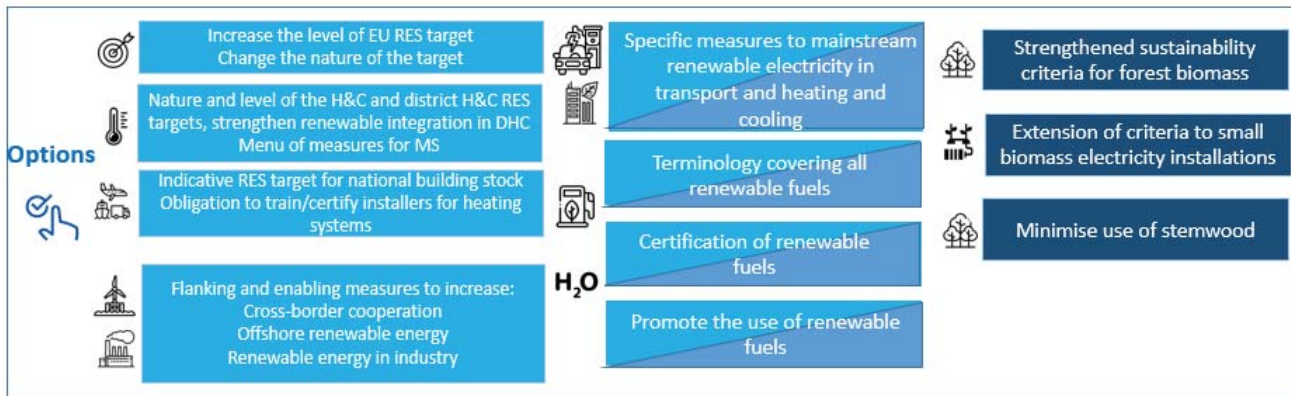 Options
Increase the level of EU RES target
Change the nature of the target
Nature and level of the H&C and district H&C RES
targets, strengthen renewable integration in DHC
Menu of measures for MS
Indicative RES target for national building stock
Obligation to train/certify installers for heating
systems
Flanking and enabling measures to increase:
Cross-border cooperation
Offshore renewable energy
Renewable energy in industry
Specific measures to mainstream
renewable electricity in
transport and heating and
cooling
Terminology covering all
renewable fuels
H₂O
Certification of renewable
fuels
Promote the use of renewable
fuels
Strengthened sustainability
criteria for forest biomass
Extension of criteria to small
biomass electricity installations
Minimise use of stemwood